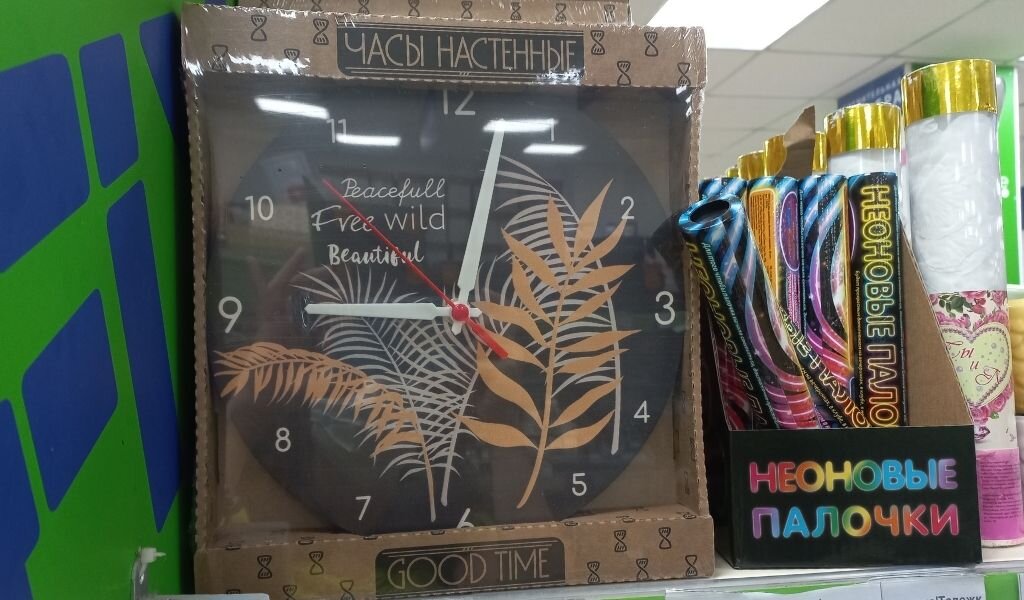 ЧАСЫ НАСТЕННЫЕ
12
11
1
10
2
Peacefull
Free wild
Beautiful
9
3
8
4
7
5
6
GOOD TIME
НЕОНОВЫЕ
НЕОНОВЫЕ
ПАЛОЧКИ